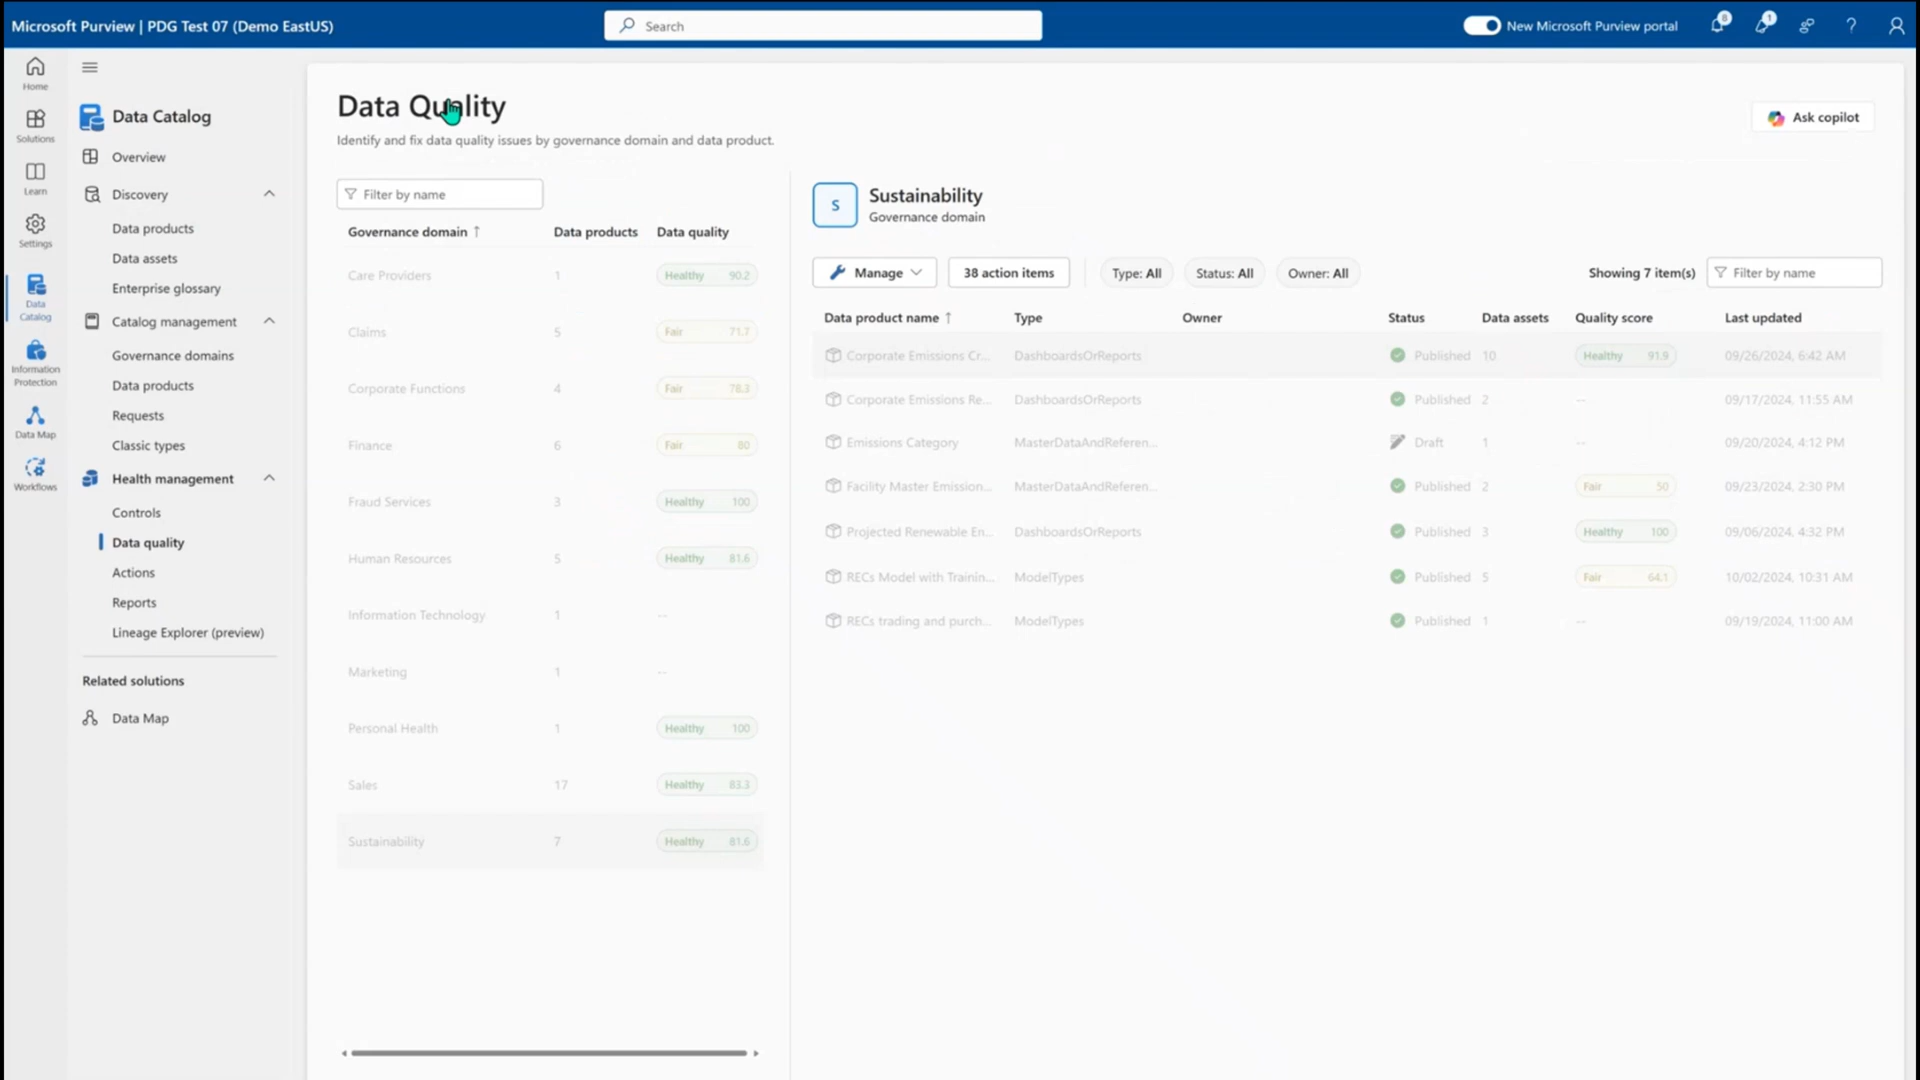 Microsoft Purview | PDG Test 07 (Demo EastUS)
Search
New Microsoft Purview portal
8
1
?
Home
Solutions
Learn
Settings
Data Catalog
Information Protection
Data Map
Workflows
Data Catalog
Overview
Discovery
Data products
Data assets
Enterprise glossary
Catalog management
Governance domains
Data products
Requests
Classic types
Health management
Controls
Data quality
Actions
Reports
Lineage Explorer (preview)
Related solutions
Data Map
Data Quality
Identify and fix data quality issues by governance domain and data product.
Ask copilot
Filter by name
Governance domain ↑ Data products Data quality
Care Providers 1 Healthy 90.2
Claims 5 Fair 71.7
Corporate Functions 4 Fair 78.3
Finance 6 Fair 80
Fraud Services 3 Healthy 100
Human Resources 5 Healthy 81.6
Information Technology 1 --
Marketing 1 --
Personal Health 1 Healthy 100
Sales 17 Healthy 83.3
Sustainability 7 Healthy 81.6
S
Sustainability
Governance domain
Manage 38 action items Type: All Status: All Owner: All Showing 7 item(s) Filter by name
Data product name ↑ Type Owner Status Data assets Quality score Last updated
Corporate Emissions Cr... DashboardsOrReports Published 10 Healthy 91.9 09/26/2024, 6:42 AM
Corporate Emissions Re... DashboardsOrReports Published 2 -- 09/17/2024, 11:55 AM
Emissions Category MasterDataAndReferen... Draft 1 -- 09/20/2024, 4:12 PM
Facility Master Emission... MasterDataAndReferen... Published 2 Fair 50 09/23/2024, 2:30 PM
Projected Renewable En... DashboardsOrReports Published 3 Healthy 100 09/06/2024, 4:32 PM
RECs Model with Trainin... ModelTypes Published 5 Fair 64.1 10/02/2024, 10:31 AM
RECs trading and purch... ModelTypes Published 1 -- 09/19/2024, 11:00 AM